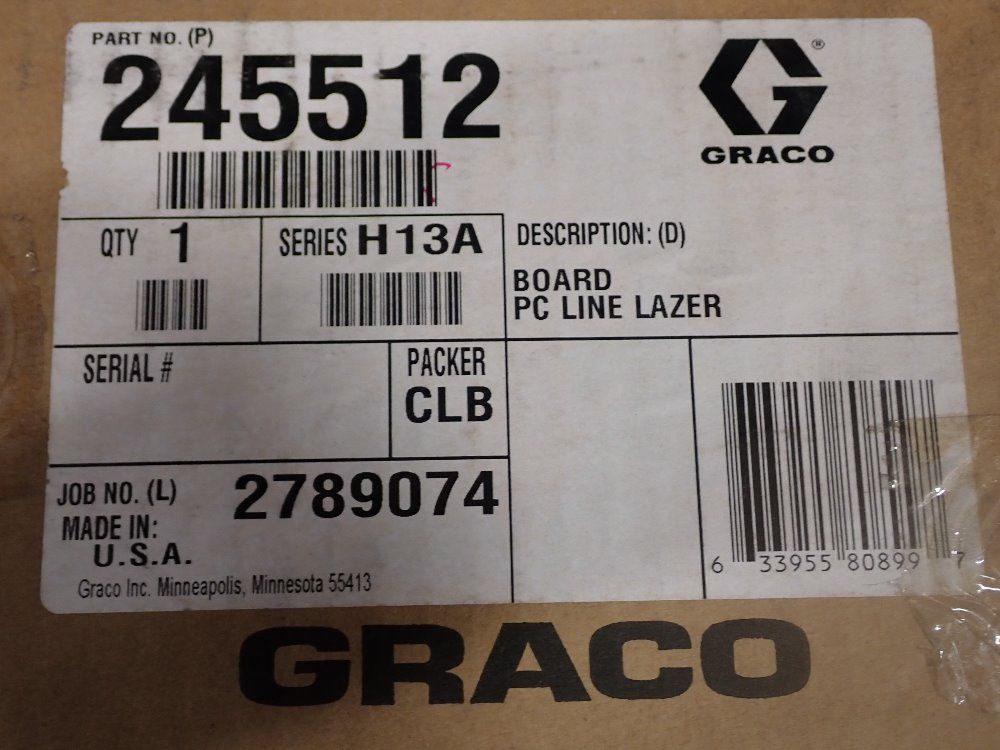 PART NO. (P)
245512
®
GRACO
QTY 1
SERIES H13A
DESCRIPTION: (D)
BOARD
PC LINE LAZER
SERIAL #
PACKER
CLB
JOB NO. (L) 2789074
MADE IN:
U.S.A.
Graco Inc. Minneapolis, Minnesota 55413
6 33955 80899 7
GRACO